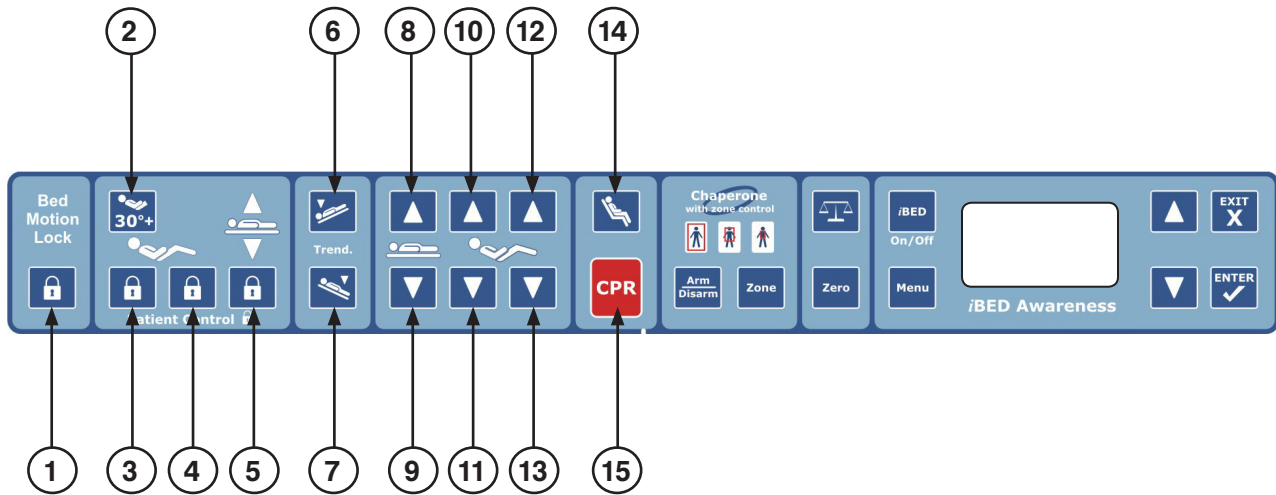 2
6
8
10
12
14
Bed
Motion
Lock
30°+
Trend.
CPR
Chaperone
with zone control
Arm
Disarm
Zone
Zero
iBED
On/Off
Menu
iBED Awareness
EXIT
X
ENTER
Patient Control
1
3
4
5
7
9
11
13
15